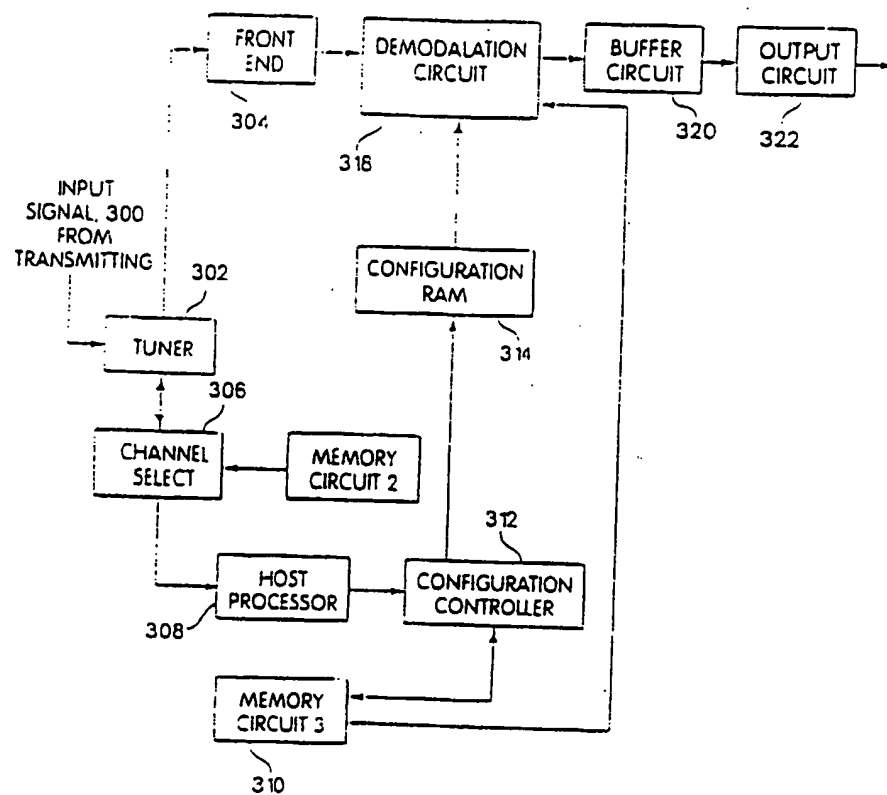 FRONT
END
304
DEMODALATION
CIRCUIT
318
BUFFER
CIRCUIT
320
OUTPUT
CIRCUIT
322
INPUT
SIGNAL, 300
FROM
TRANSMITTING
302
TUNER
CONFIGURATION
RAM
314
306
CHANNEL
SELECT
MEMORY
CIRCUIT 2
312
HOST
PROCESSOR
308
CONFIGURATION
CONTROLLER
MEMORY
CIRCUIT 3
310